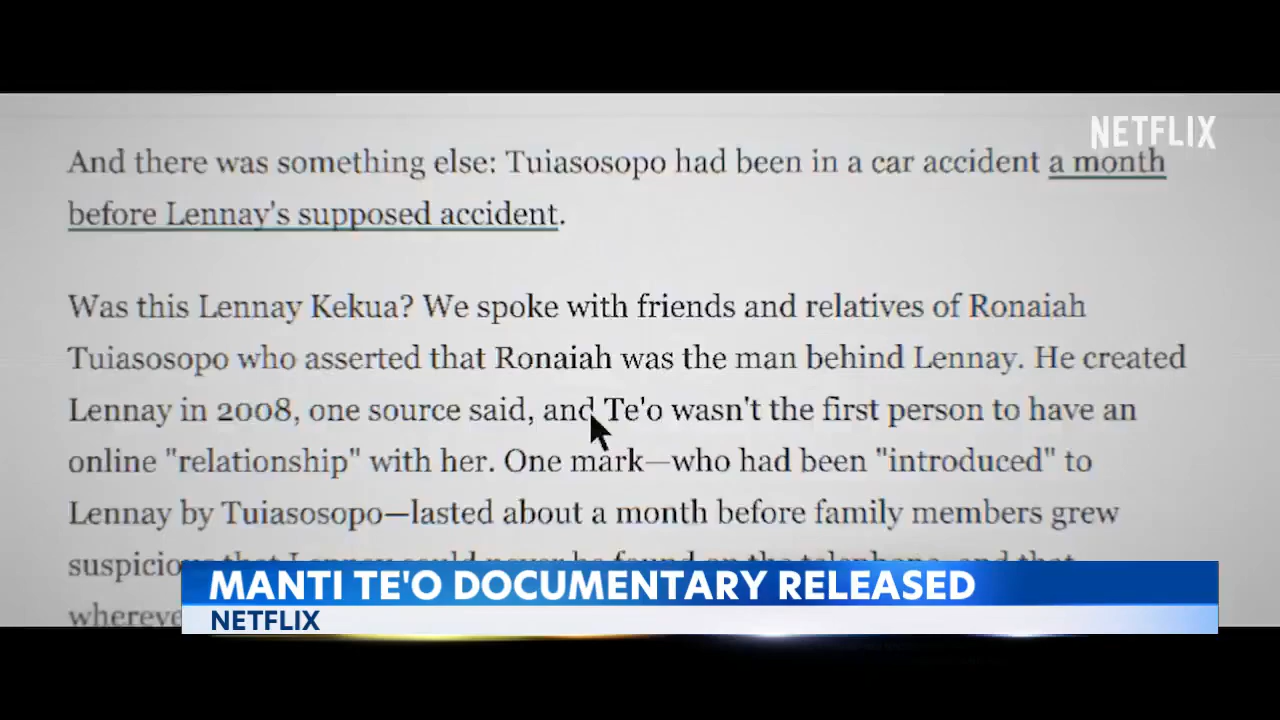 NETFLIX
And there was something else: Tuiasosopo had been in a car accident a month
before Lennay's supposed accident.
Was this Lennay Kekua? We spoke with friends and relatives of Ronaiah
Tuiasosopo who asserted that Ronaiah was the man behind Lennay. He created
Lennay in 2008, one source said, and Te'o wasn't the first person to have an
online "relationship" with her. One mark—who had been "introduced" to
Lennay by Tuiasosopo—lasted about a month before family members grew
MANTI TE'O DOCUMENTARY RELEASED
NETFLIX